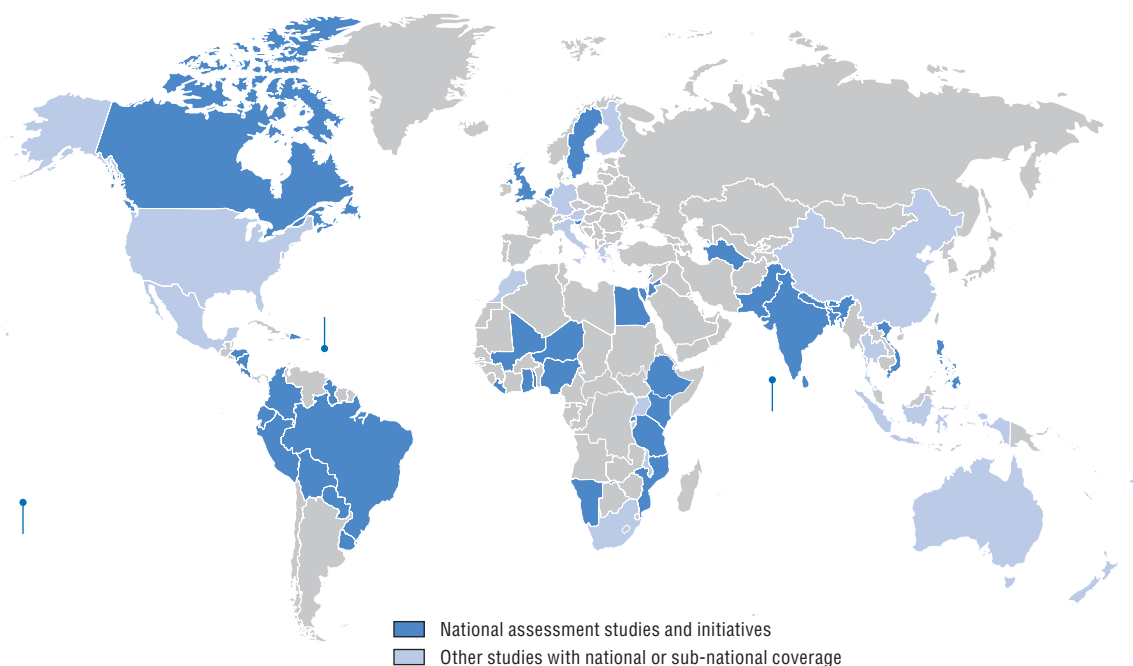 National assessment studies and initiatives
Other studies with national or sub-national coverage